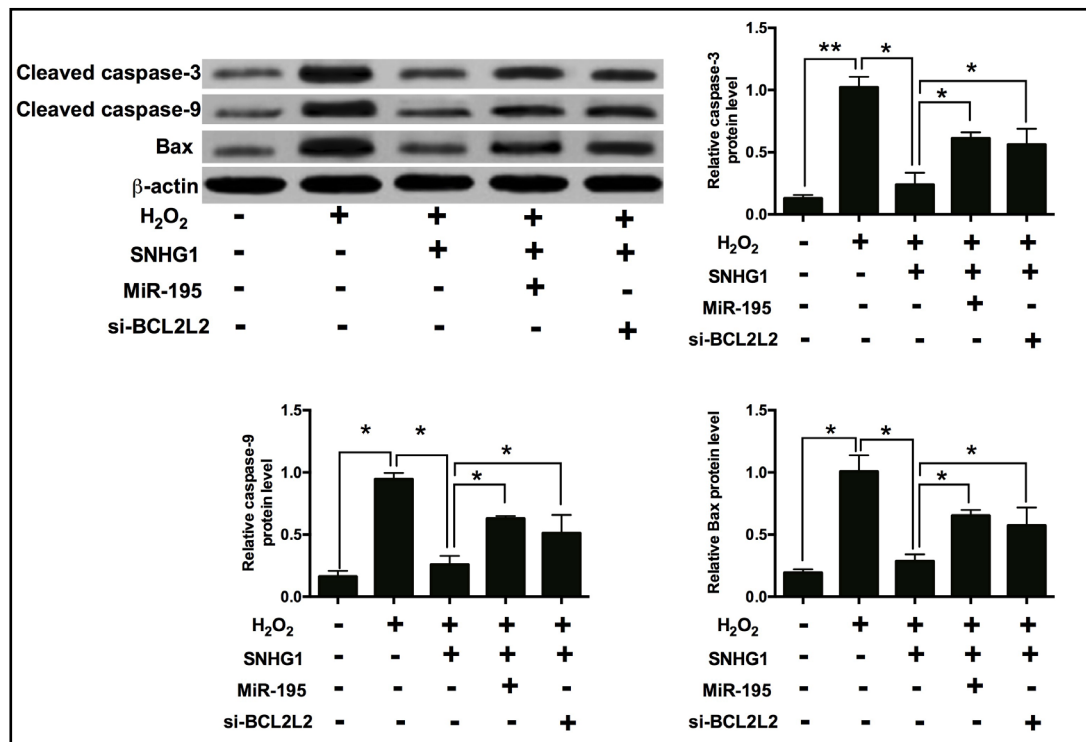 Cleaved caspase-3
Cleaved caspase-9
Bax
β-actin
H₂O₂ - + + + +
SNHG1 - - + + +
MiR-195 - - - + -
si-BCL2L2 - - - - +
Relative caspase-3
protein level
1.5
1.0
0.5
0.0
** * * *
H₂O₂ - + + + +
SNHG1 - - + + +
MiR-195 - - - + -
si-BCL2L2 - - - - +
Relative caspase-9
protein level
1.5
1.0
0.5
0.0
* * * *
H₂O₂ - + + + +
SNHG1 - - + + +
MiR-195 - - - + -
si-BCL2L2 - - - - +
Relative Bax protein level
1.5
1.0
0.5
0.0
* * * *
H₂O₂ - + + + +
SNHG1 - - + + +
MiR-195 - - - + -
si-BCL2L2 - - - - +